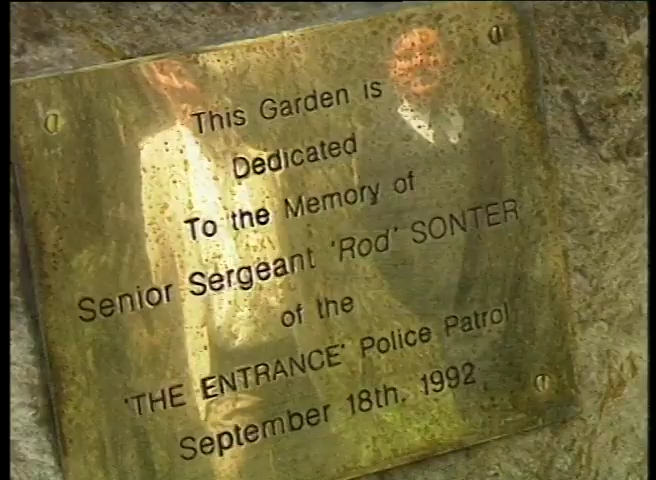 This Garden is
Dedicated
To the Memory of
Senior Sergeant 'Rod' SONTER
of the
'THE ENTRANCE' Police Patrol
September 18th. 1992